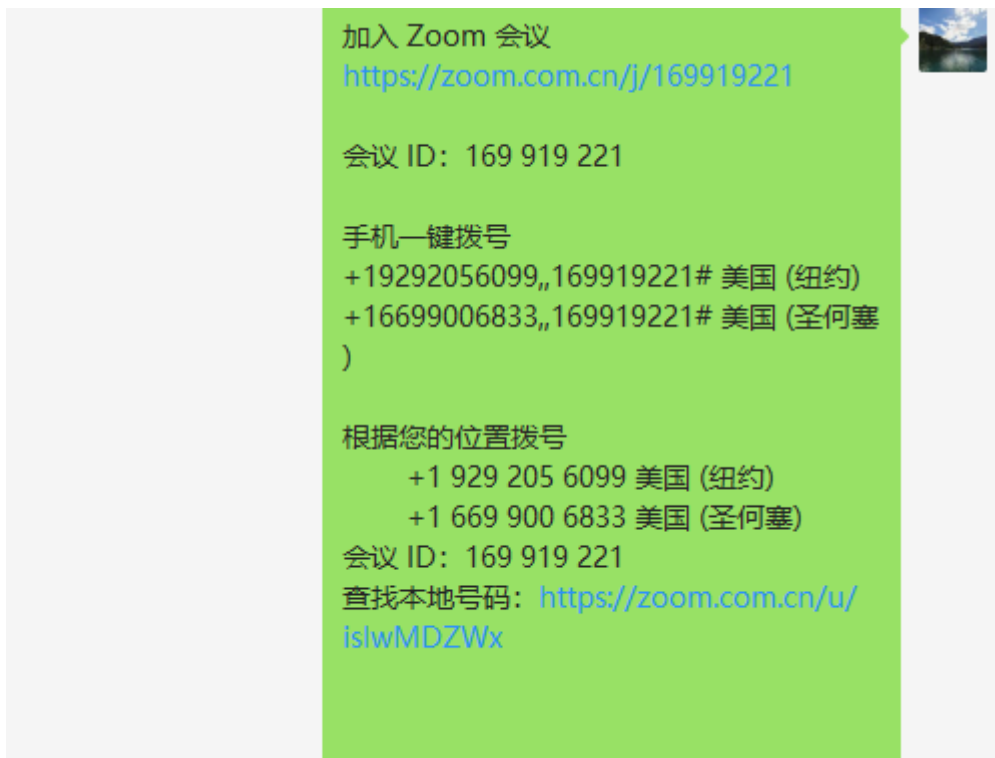 加入 Zoom 会议
https://zoom.com.cn/j/169919221
会议 ID：169 919 221
手机一键拨号
+19292056099,,169919221# 美国 (纽约)
+16699006833,,169919221# 美国 (圣何塞
)
根据您的位置拨号
+1 929 205 6099 美国 (纽约)
+1 669 900 6833 美国 (圣何塞)
会议 ID：169 919 221
查找本地号码：https://zoom.com.cn/u/
islwMDZWx